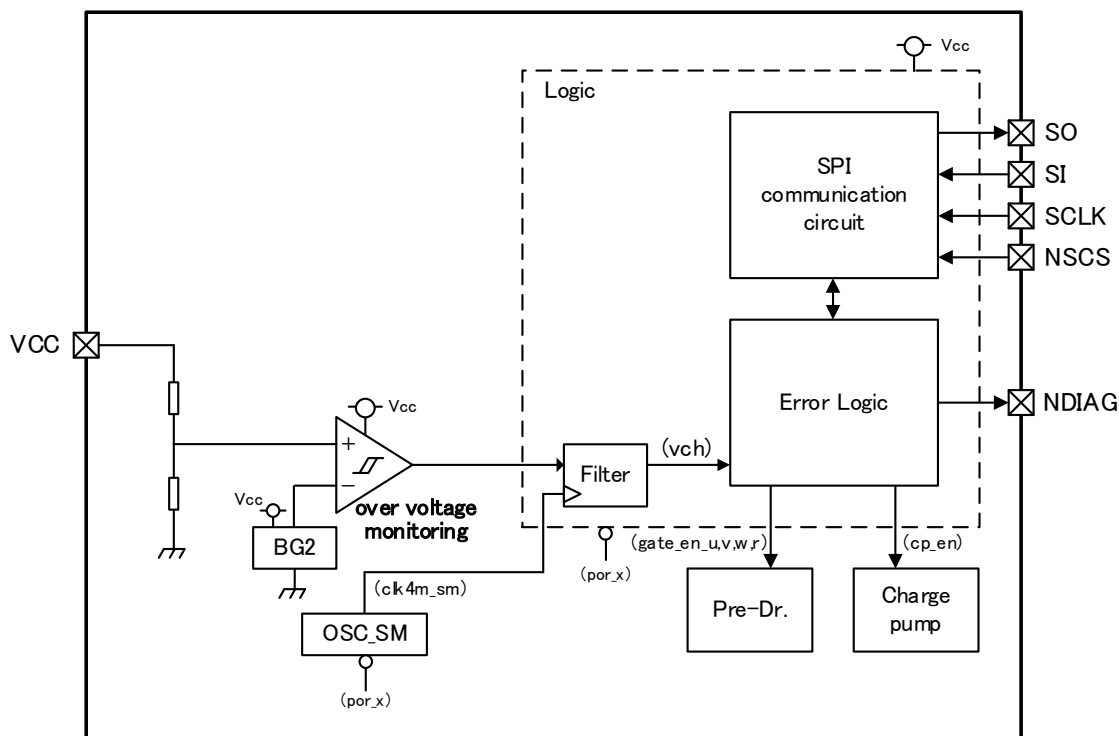 Vcc
Logic
SO
SPI
communication
circuit
SI
SCLK
NSCS
VCC
Vcc
Error Logic
NDIAG
+
−
(vch)
Filter
over voltage
monitoring
Vcc
BG2
(gate_en_u,v,w,r)
(cp_en)
(por_x)
(clk4m_sm)
Pre-Dr.
Charge
pump
OSC_SM
(por_x)